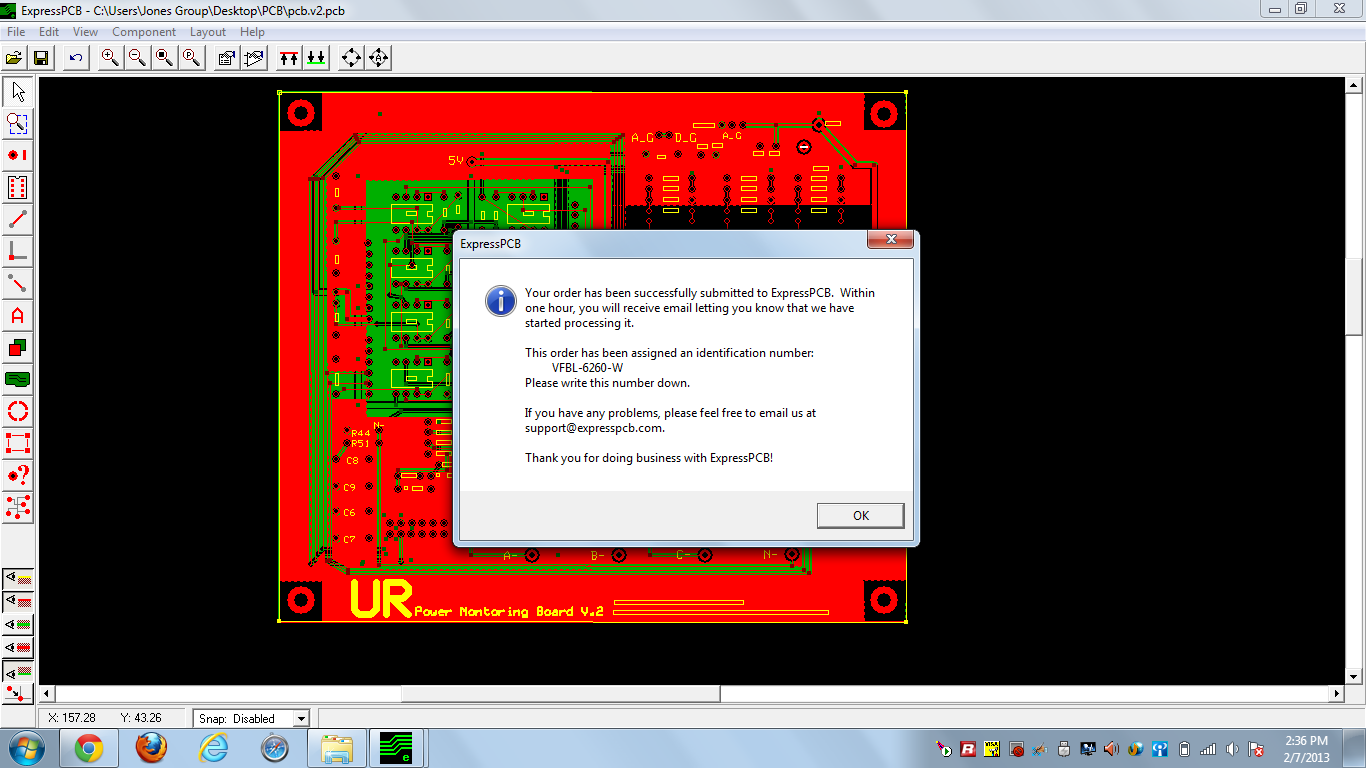 ExpressPCB - C:\Users\Jones Group\Desktop\PCB\pcb.v2.pcb
File Edit View Component Layout Help
A_G D_G A_G
5V
ExpressPCB
Your order has been successfully submitted to ExpressPCB. Within
one hour, you will receive email letting you know that we have
started processing it.
This order has been assigned an identification number:
VFBL-6260-W
Please write this number down.
If you have any problems, please feel free to email us at
support@expresspcb.com.
Thank you for doing business with ExpressPCB!
OK
N-
R44
R51
C8
C9
C6
C7
A- B- C- N-
UR Power Montoring Board V.2
X: 157.28 Y: 43.26 Snap: Disabled
2:36 PM
2/7/2013